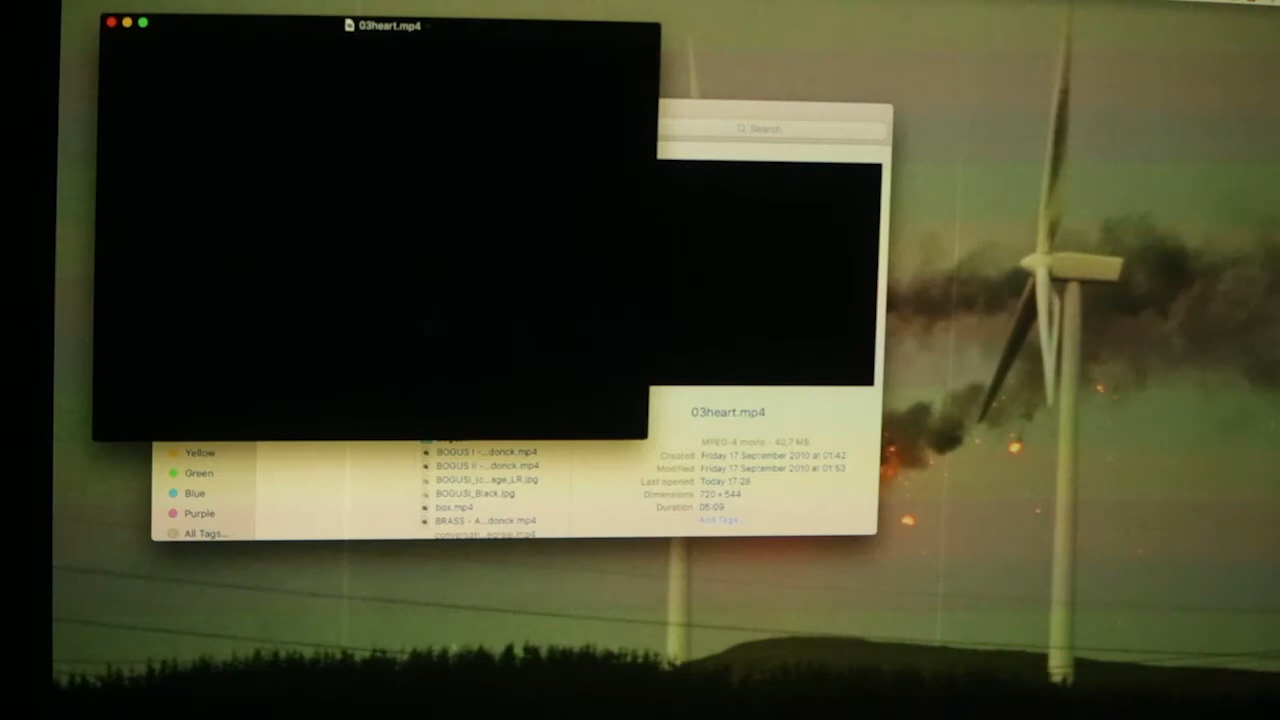 03heart.mp4
Search
03heart.mp4
MPEG-4 movie - 40,7 MB
Created Friday 17 September 2010 at 01:42
Modified Friday 17 September 2010 at 01:53
Last opened Today 17:28
Dimensions 720 × 544
Duration 05:09
Add Tags...
Yellow
Green
Blue
Purple
All Tags...
BOGUS I -...donck.mp4
BOGUS II -...donck.mp4
BOGUSI_Ic...age_LR.jpg
BOGUSI_Black.jpg
box.mp4
BRASS - A...donck.mp4